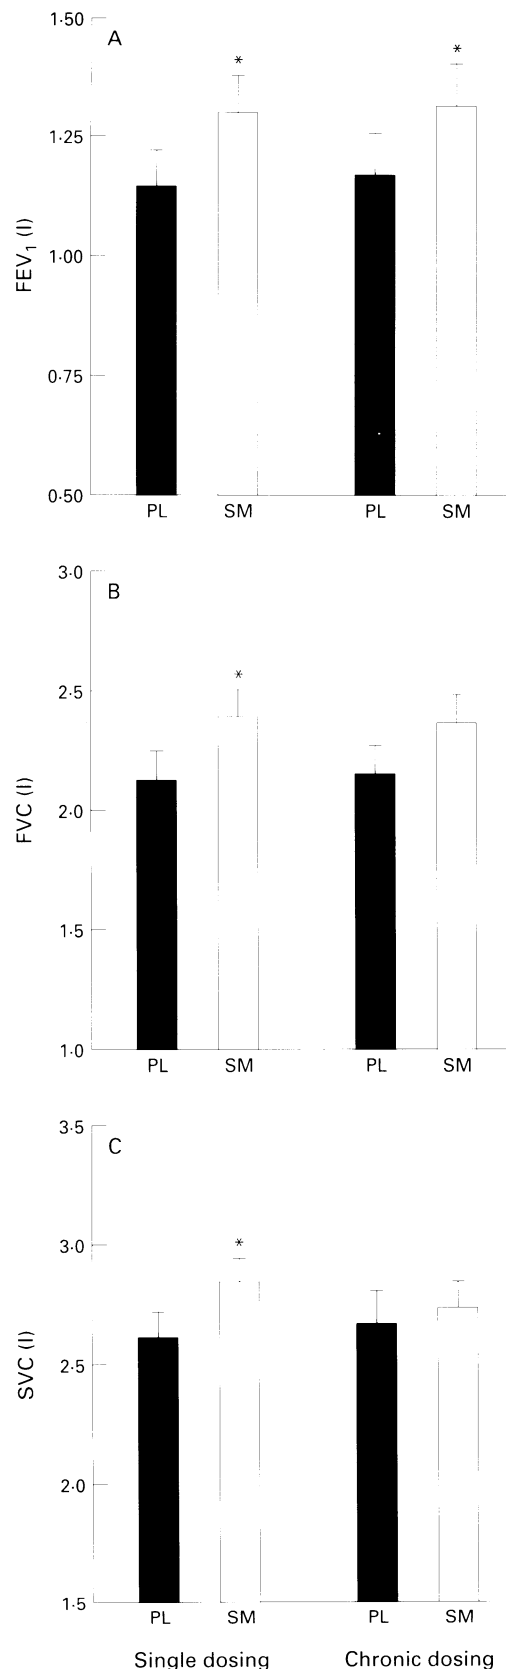 1·50
A
*
*
1·25
FEV1 (l)
1·00
0·75
0·50
PL SM PL SM
3·0
B
*
2·5
FVC (l)
2·0
1·5
1·0
PL SM PL SM
3·5
C
3·0
*
SVC (l)
2·5
2·0
1·5
PL SM PL SM
Single dosing Chronic dosing